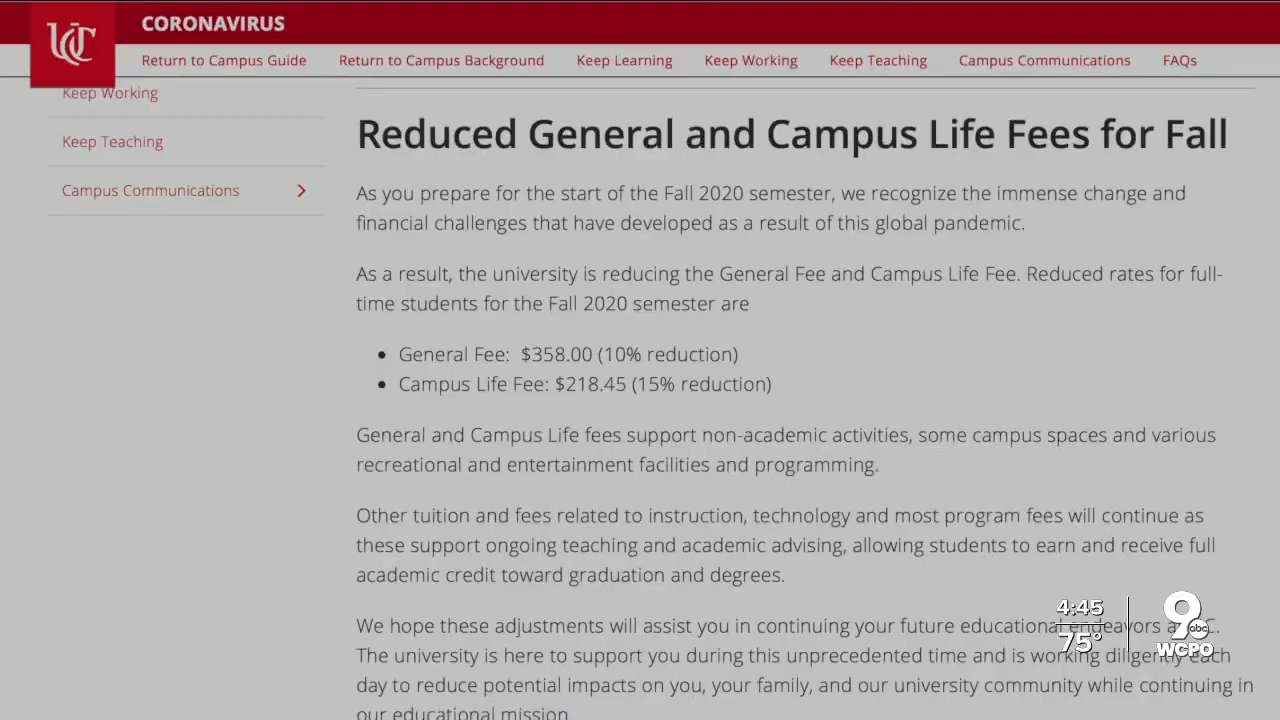 UC
CORONAVIRUS
Return to Campus Guide Return to Campus Background Keep Learning Keep Working Keep Teaching Campus Communications FAQs
Keep Working
Keep Teaching
Campus Communications
Reduced General and Campus Life Fees for Fall
As you prepare for the start of the Fall 2020 semester, we recognize the immense change and
financial challenges that have developed as a result of this global pandemic.
As a result, the university is reducing the General Fee and Campus Life Fee. Reduced rates for full-
time students for the Fall 2020 semester are
• General Fee: $358.00 (10% reduction)
• Campus Life Fee: $218.45 (15% reduction)
General and Campus Life fees support non-academic activities, some campus spaces and various
recreational and entertainment facilities and programming.
Other tuition and fees related to instruction, technology and most program fees will continue as
these support ongoing teaching and academic advising, allowing students to earn and receive full
academic credit toward graduation and degrees.
We hope these adjustments will assist you in continuing your future educational endeavors
The university is here to support you during this unprecedented time and is working diligently each
day to reduce potential impacts on you, your family, and our university community while continuing in
our educational mission
4:45
75°
9
abc
WCPO